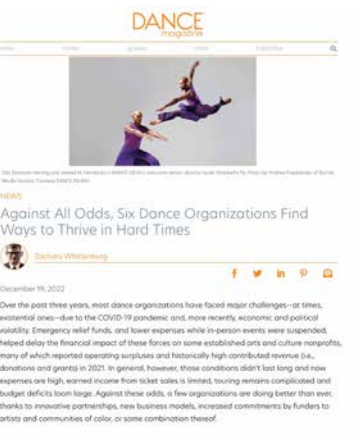 DANCE
magazine
news
guides
more
subscribe
NEWS
Against All Odds, Six Dance Organizations Find
Ways to Thrive in Hard Times
Zachary Whittenburg
December 19, 2022
Over the past three years, most dance organizations have faced major challenges—at times,
existential ones—due to the COVID-19 pandemic and, more recently, economic and political
volatility. Emergency relief funds, and lower expenses while in-person events were suspended,
helped delay the financial impact of these forces on some established arts and culture nonprofits,
many of which reported operating surpluses and historically high contributed revenue (i.e.,
donations and grants) in 2021. In general, however, those conditions didn't last long and now
expenses are high, earned income from ticket sales is limited, touring remains complicated and
budget deficits loom large. Against these odds, a few organizations are doing better than ever,
thanks to innovative partnerships, new business models, increased commitments by funders to
artists and communities of color, or some combination thereof.